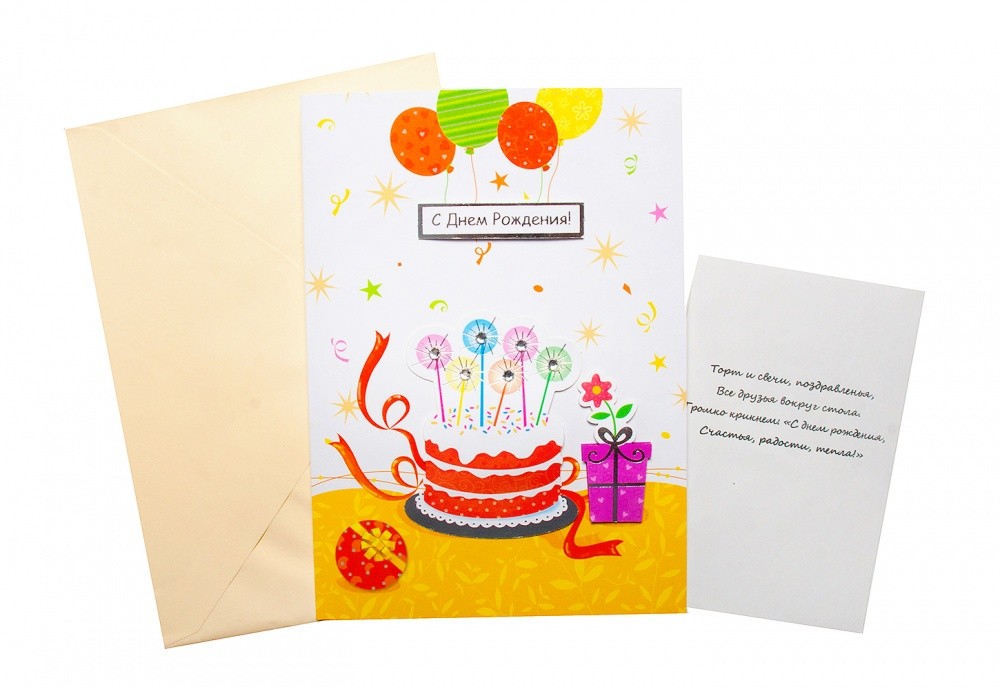 С Днем Рождения!
Торт и свечи, поздравленья,
Все друзья вокруг стола.
Громко крикнем: «С днем рождения,
Счастья, радости, тепла!»